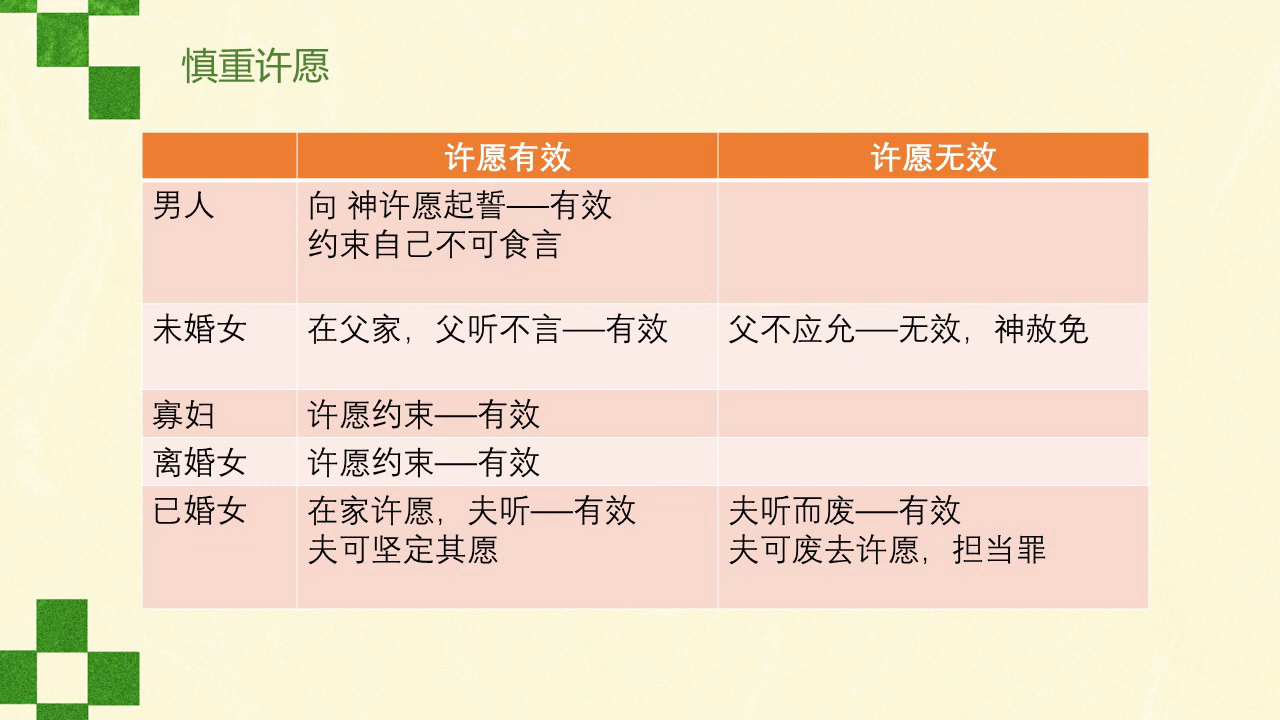 慎重许愿
许愿有效 许愿无效
男人 向 神许愿起誓——有效
约束自己不可食言
未婚女 在父家，父听不言——有效 父不应允——无效，神赦免
寡妇 许愿约束——有效
离婚女 许愿约束——有效
已婚女 在家许愿，夫听——有效 夫听而废——有效
夫可坚定其愿 夫可废去许愿，担当罪